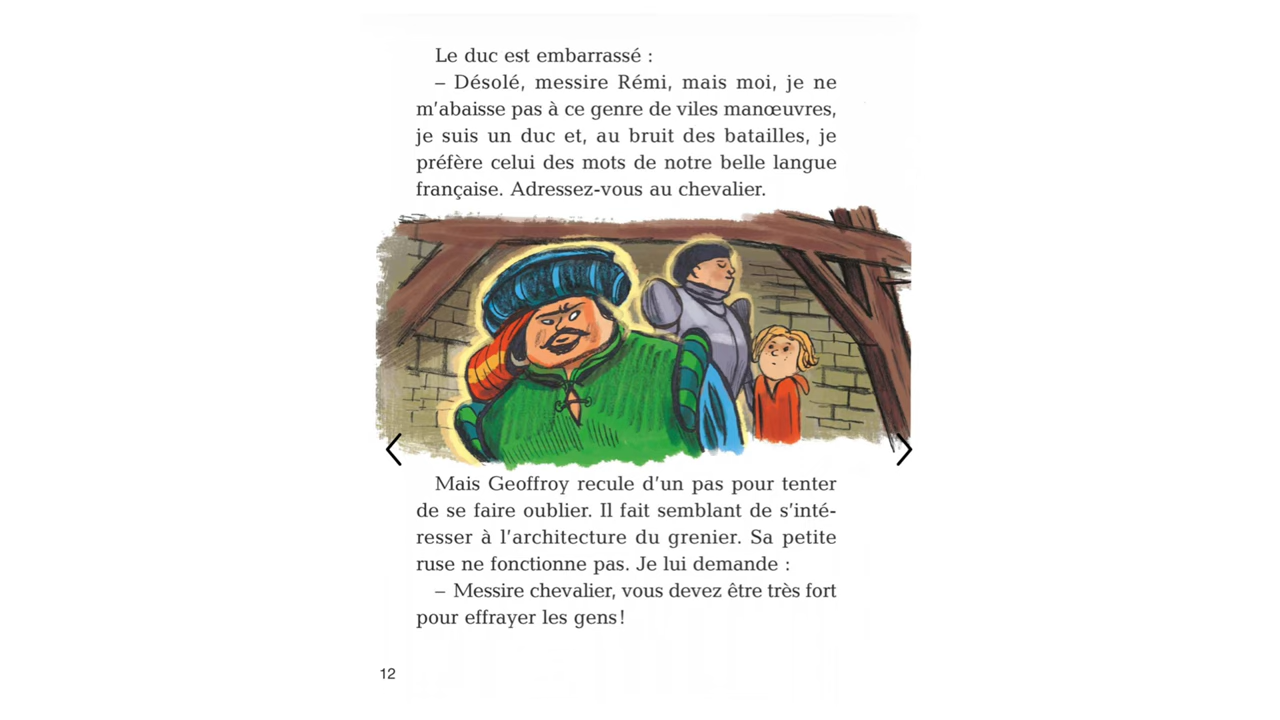 Le duc est embarrassé :
– Désolé, messire Rémi, mais moi, je ne
m’abaisse pas à ce genre de viles manœuvres,
je suis un duc et, au bruit des batailles, je
préfère celui des mots de notre belle langue
française. Adressez-vous au chevalier.
Mais Geoffroy recule d’un pas pour tenter
de se faire oublier. Il fait semblant de s’inté-
resser à l’architecture du grenier. Sa petite
ruse ne fonctionne pas. Je lui demande :
– Messire chevalier, vous devez être très fort
pour effrayer les gens !
12